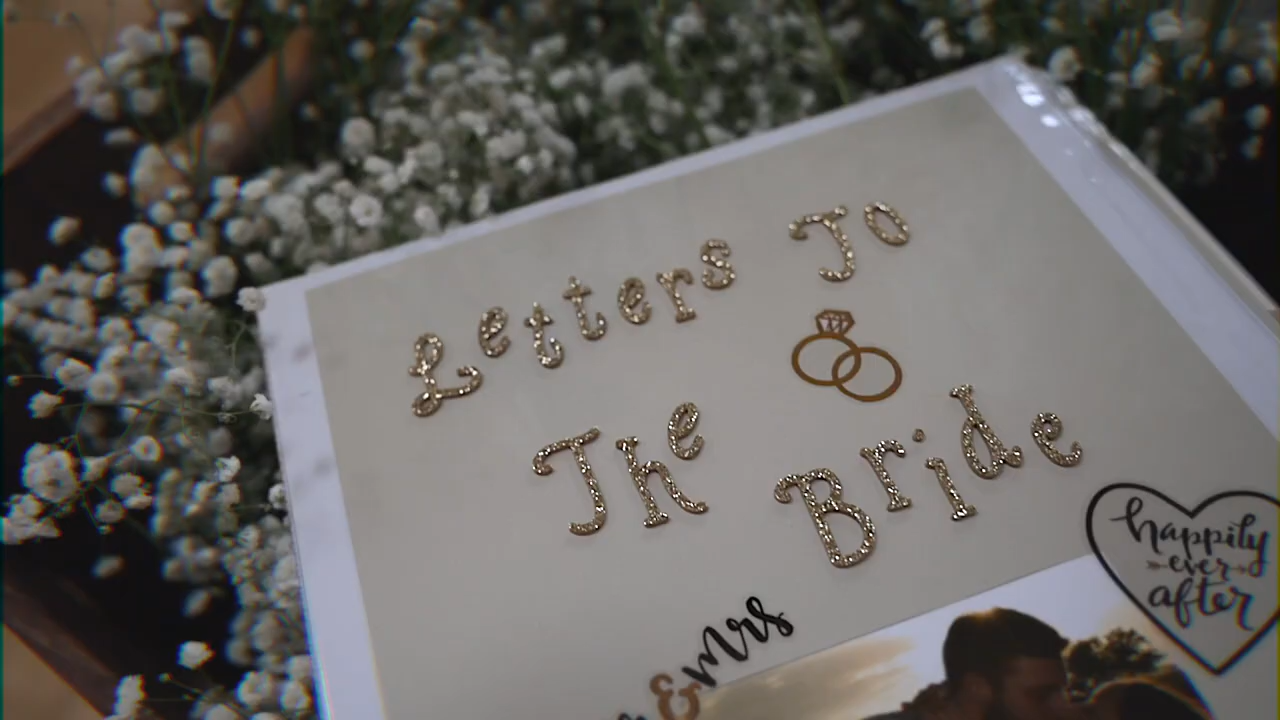 Letters To
The Bride
happily
ever
after
& mrs